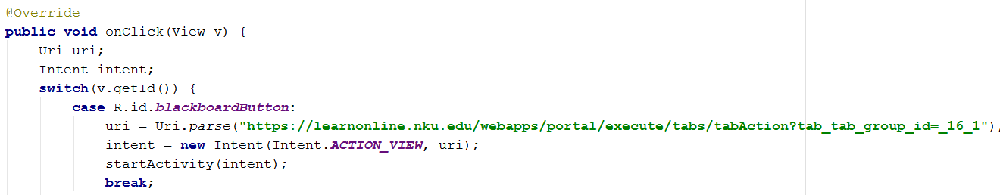 @Override
public void onClick(View v) {
    Uri uri;
    Intent intent;
    switch(v.getId()) {
        case R.id.blackboardButton:
            uri = Uri.parse("https://learnonline.nku.edu/webapps/portal/execute/tabs/tabAction?tab_tab_group_id=_16_1");
            intent = new Intent(Intent.ACTION_VIEW, uri);
            startActivity(intent);
            break;